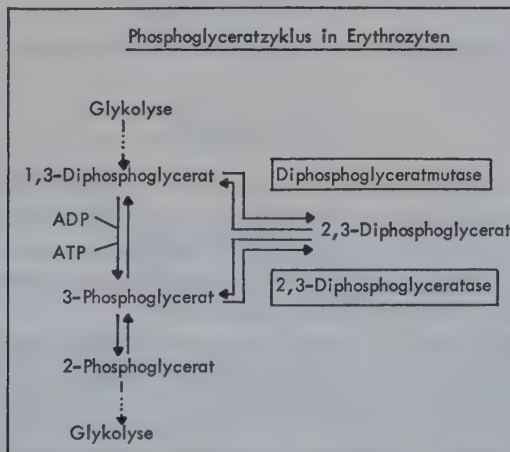 Phosphoglyceratzyklus in Erythrozyten
Glykolyse
1,3-Diphosphoglycerat
Diphosphoglyceratmutase
ADP
ATP
2,3-Diphosphoglycerat
3-Phosphoglycerat
2,3-Diphosphoglyceratase
2-Phosphoglycerat
Glykolyse